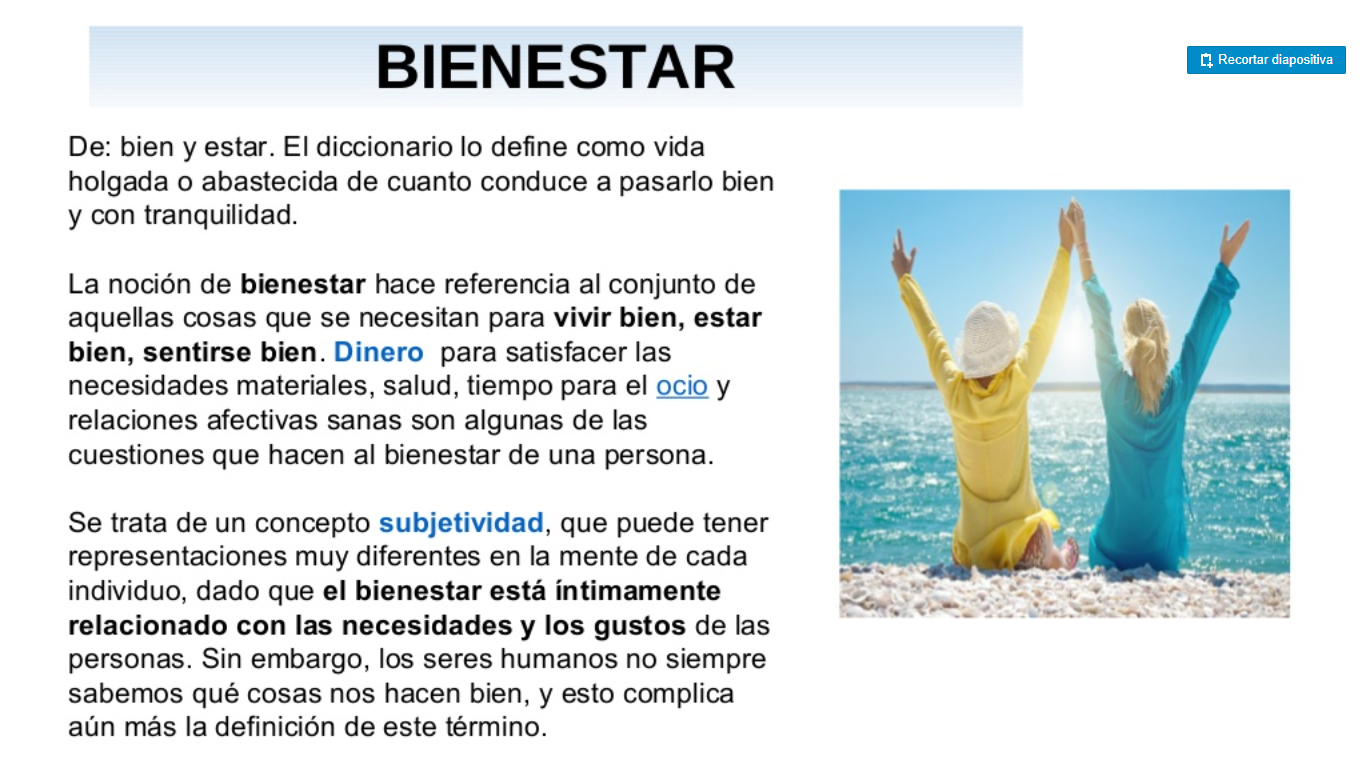 BIENESTAR
Recortar diapositiva
De: bien y estar. El diccionario lo define como vida
holgada o abastecida de cuanto conduce a pasarlo bien
y con tranquilidad.
La noción de bienestar hace referencia al conjunto de
aquellas cosas que se necesitan para vivir bien, estar
bien, sentirse bien. Dinero para satisfacer las
necesidades materiales, salud, tiempo para el ocio y
relaciones afectivas sanas son algunas de las
cuestiones que hacen al bienestar de una persona.
Se trata de un concepto subjetividad, que puede tener
representaciones muy diferentes en la mente de cada
individuo, dado que el bienestar está íntimamente
relacionado con las necesidades y los gustos de las
personas. Sin embargo, los seres humanos no siempre
sabemos qué cosas nos hacen bien, y esto complica
aún más la definición de este término.